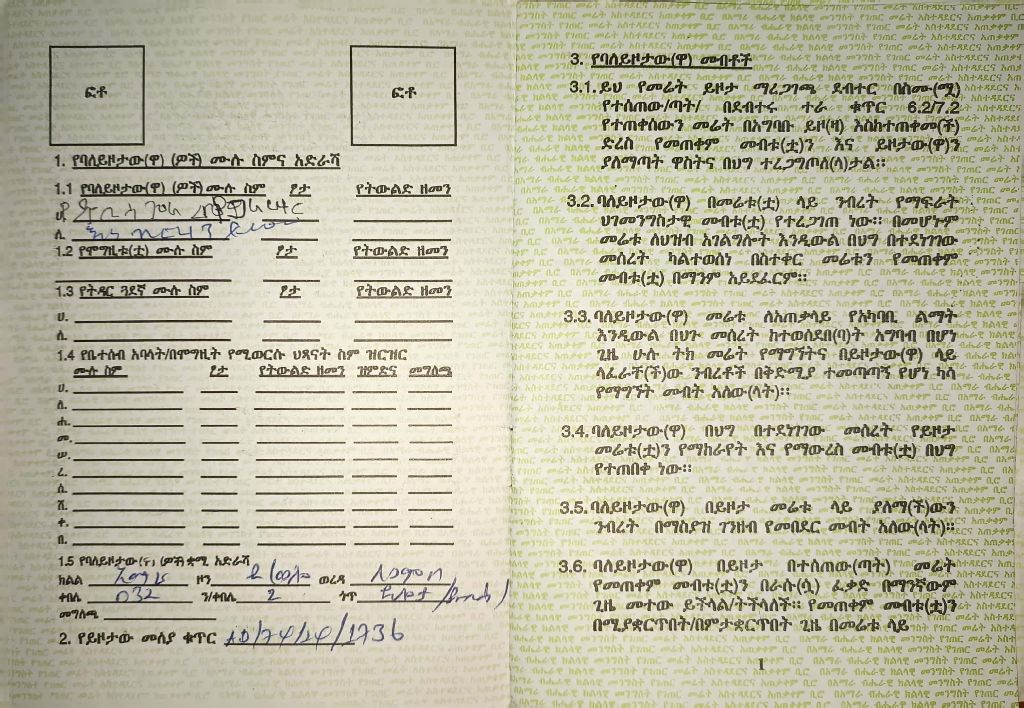 ፎቶ ፎቶ
1. የባለይዞታው(ዋ) (ዎች) ሙሉ ስምና አድራሻ
1.1 የባለይዞታው(ዋ) (ዎች) ሙሉ ስም ፆታ የትውልድ ዘመን
ሀ.
ለ.
1.2 የሞግዚቱ(ቷ) ሙሉ ስም ፆታ የትውልድ ዘመን
1.3 የትዳር ጓደኛ ሙሉ ስም ፆታ የትውልድ ዘመን
ሀ.
ለ.
1.4 የቤተሰብ አባላት/በሞግዚት የሚወርሱ ህጻናት ስም ዝርዝር
ሙሉ ስም ፆታ የትውልድ ዘመን ዝምድና መግለጫ
ሀ.
ለ.
ሐ.
መ.
ሠ.
ረ.
ሰ.
ሸ.
ቀ.
በ.
1.5 የባለይዞታው(ዋ) (ዎች) ቋሚ አድራሻ
ክልል አማራ ዞን ወረዳ
ቀበሌ 032 ን/ቀበሌ 2 ጎጥ
መግለጫ
2. የይዞታው መለያ ቁጥር
3. የባለይዞታው(ዋ) መብቶች
3.1. ይህ የመሬት ይዞታ ማረጋገጫ ደብተር በስሙ(ሟ)
የተሰጠው/ጣት/ በደብተሩ ተራ ቁጥር 6.2/7.2
የተጠቀሰውን መሬት በአግባቡ ይዞ(ዛ) እስከተጠቀመ(ች)
ድረስ የመጠቀም መብቱ(ቷ)ን እና ይዞታው(ዋ)ን
ያለማጣት ዋስትና በህግ ተረጋግጦለ(ላ)ታል።
3.2. ባለይዞታው(ዋ) በመሬቱ(ቷ) ላይ ንብረት የማፍራት
ህገመንግስታዊ መብቱ(ቷ) የተረጋገጠ ነው። በመሆኑም
መሬቱ ለህዝብ አገልግሎት እንዲውል በህግ በተደነገገው
መሰረት ካልተወሰነ በስተቀር መሬቱን የመጠቀም
መብቱ(ቷ) በማንም አይደፈርም።
3.3. ባለይዞታው(ዋ) መሬቱ ለአጠቃላይ የአካባቢ ልማት
እንዲውል በህጉ መሰረት ከተወሰደበ(ባ)ት አግባብ በሆነ
ጊዜ ሁሉ ትክ መሬት የማግኘትና በይዞታው(ዋ) ላይ
ላፈራቸ(ች)ው ንብረቶች በቅድሚያ ተመጣጣኝ የሆነ ካሳ
የማግኘት መብት አለው(ላት)።
3.4. ባለይዞታው(ዋ) በህግ በተደነገገው መሰረት የይዞታ
መሬቱ(ቷ)ን የማከራየት እና የማውረስ መብቱ(ቷ) በህግ
የተጠበቀ ነው።
3.5. ባለይዞታው(ዋ) በይዞታ መሬቱ ላይ ያለማ(ች)ውን
ንብረት በማስያዝ ገንዘብ የመበደር መብት አለው(ላት)።
3.6. ባለይዞታው(ዋ) በይዞታ በተሰጠው(ጣት) መሬት
የመጠቀም መብቱ(ቷ)ን በራሱ(ሷ) ፈቃድ በማንኛውም
ጊዜ መተው ይችላል/ትችላለች። የመጠቀም መብቱ(ቷ)ን
በሚያቋርጥበት/በምታቋርጥበት ጊዜ በመሬቱ ላይ
1